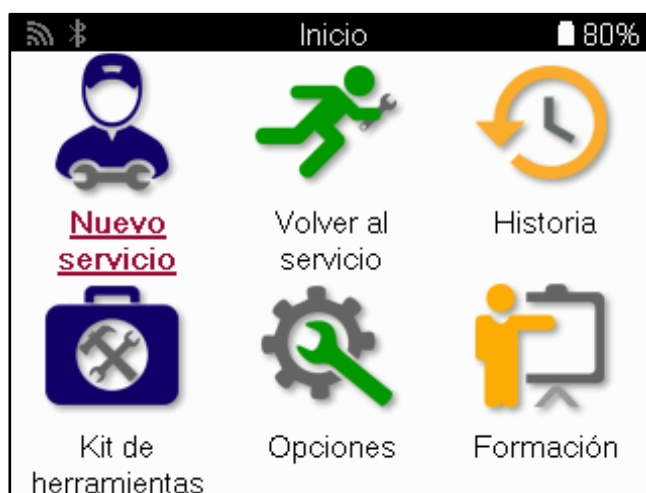 Inicio
80%
Nuevo
servicio
Volver al
servicio
Historia
Kit de
herramientas
Opciones
Formación